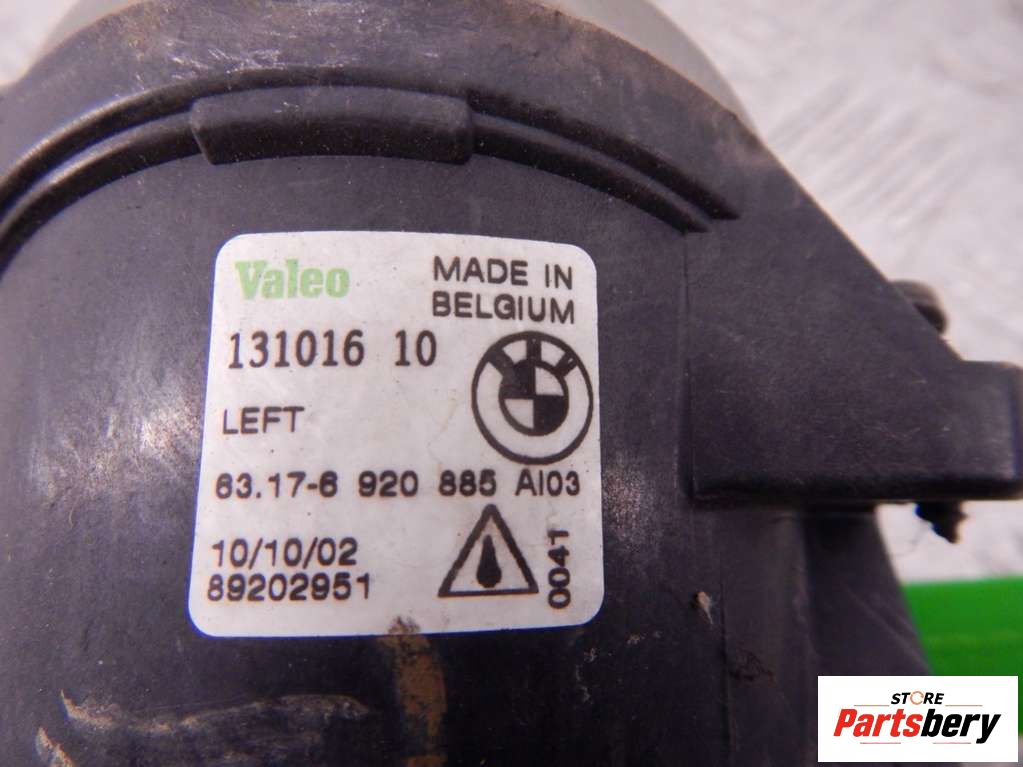 Valeo
MADE IN
BELGIUM
131016 10
LEFT
63.17-6 920 885 AI03
10/10/02
89202951
0041
STORE
Partsbery